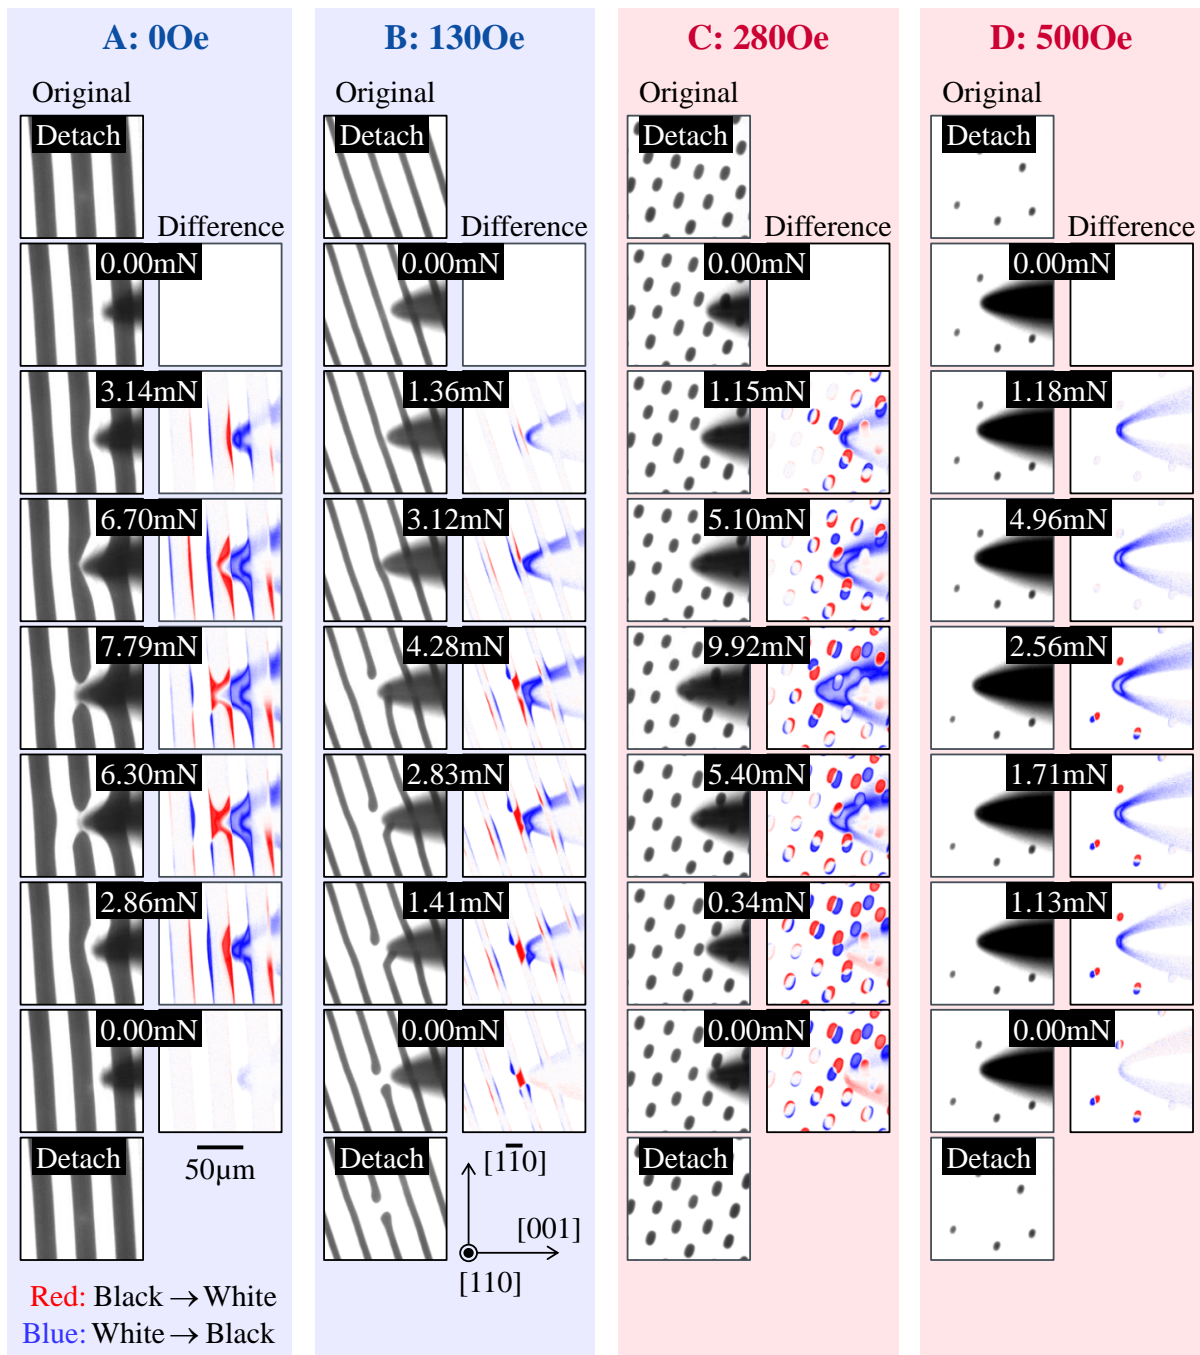 A: 0Oe
Original
Detach
Difference
0.00mN
3.14mN
6.70mN
7.79mN
6.30mN
2.86mN
0.00mN
Detach
50µm
Red: Black → White
Blue: White → Black
B: 130Oe
Original
Detach
Difference
0.00mN
1.36mN
3.12mN
4.28mN
2.83mN
1.41mN
0.00mN
Detach
[11̅0]
[001]
[110]
C: 280Oe
Original
Detach
Difference
0.00mN
1.15mN
5.10mN
9.92mN
5.40mN
0.34mN
0.00mN
Detach
D: 500Oe
Original
Detach
Difference
0.00mN
1.18mN
4.96mN
2.56mN
1.71mN
1.13mN
0.00mN
Detach